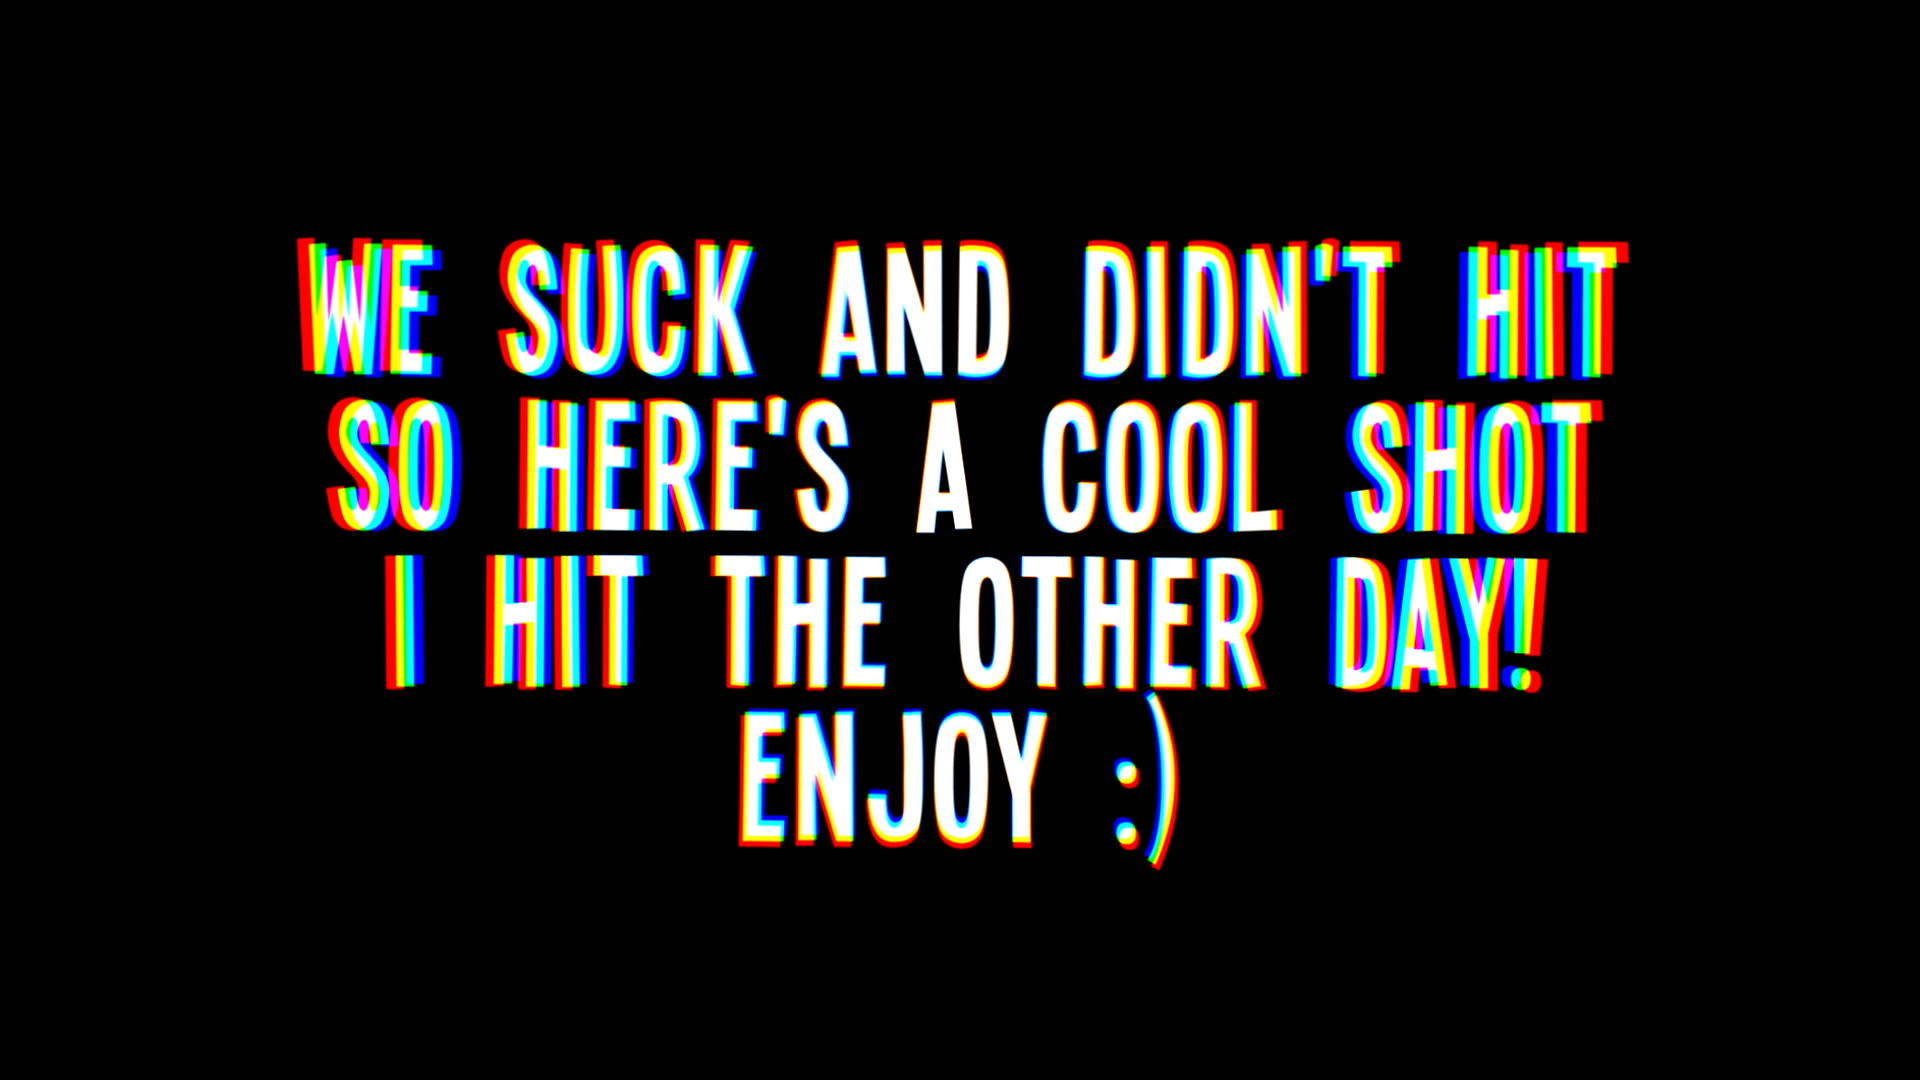 WE SUCK AND DIDN'T HIT
SO HERE'S A COOL SHOT
I HIT THE OTHER DAY!
ENJOY :)